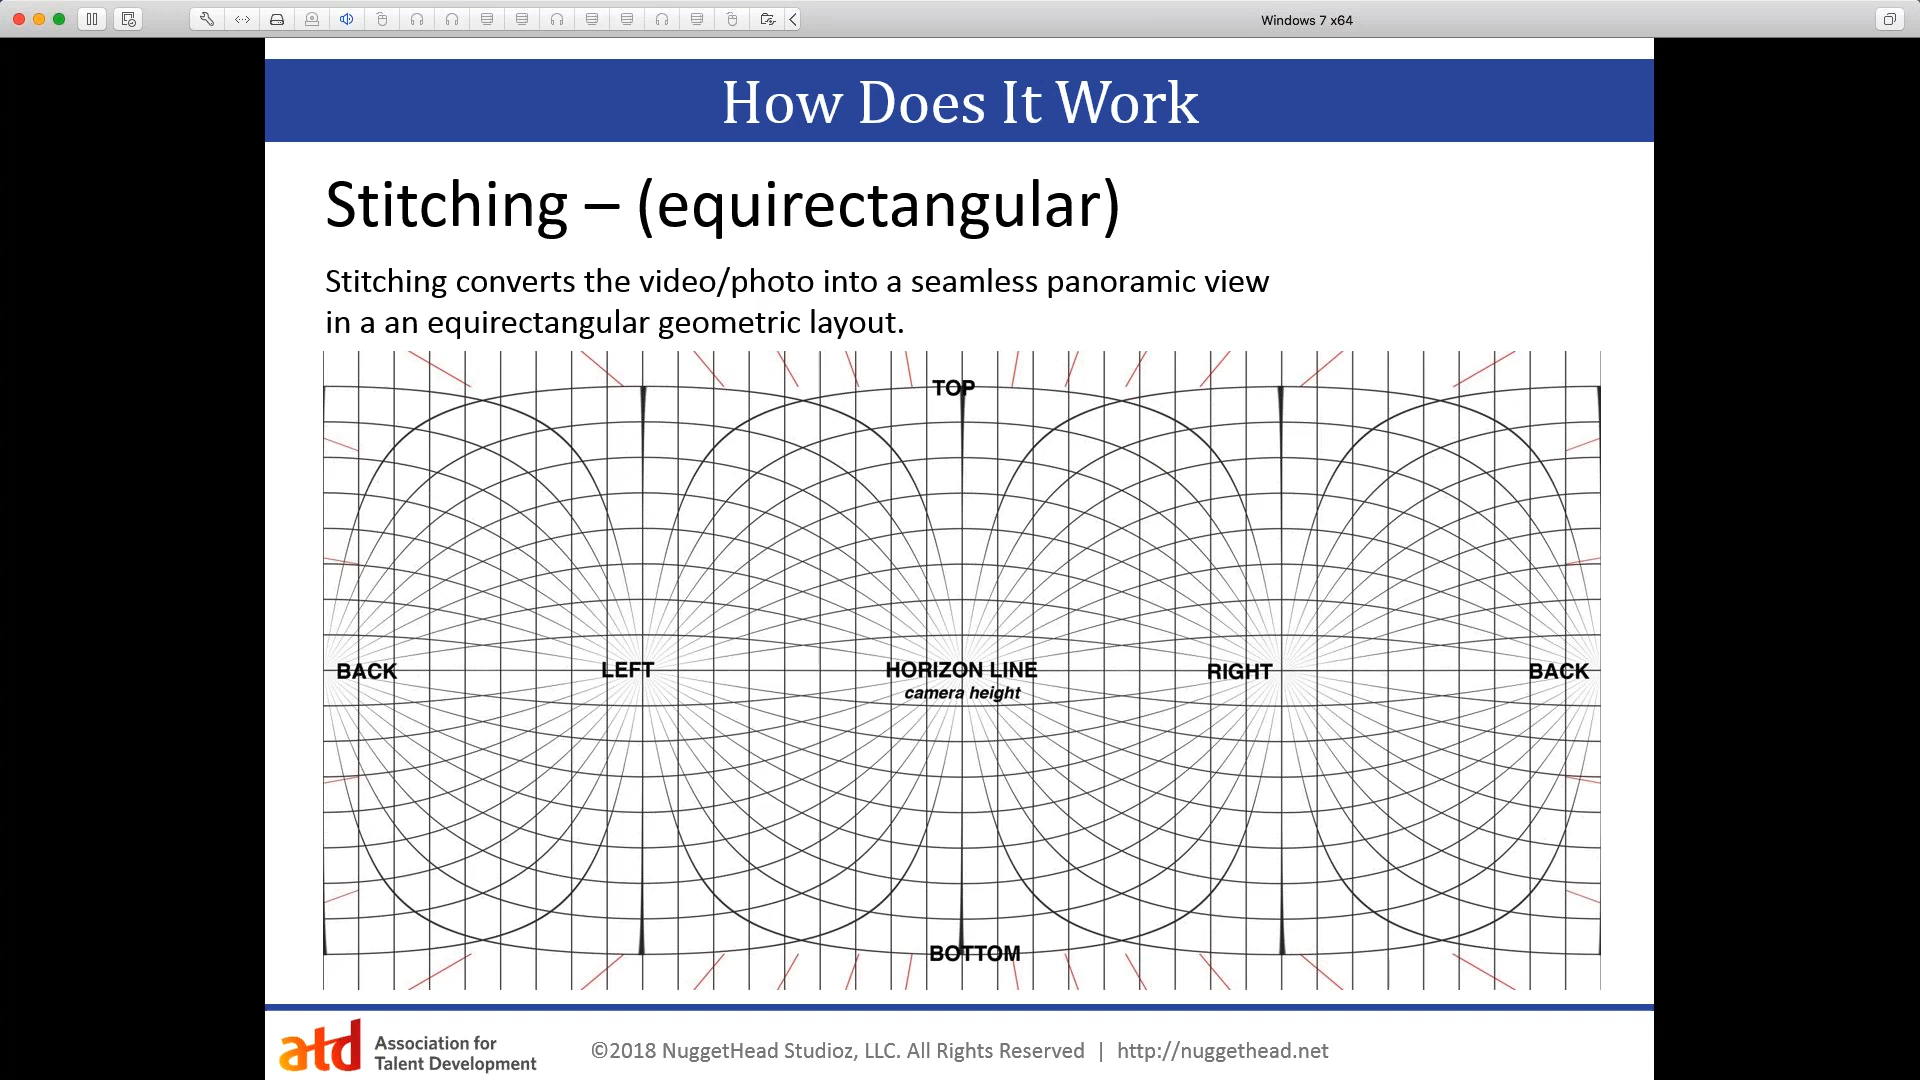 Windows 7 x64
How Does It Work
Stitching – (equirectangular)
Stitching converts the video/photo into a seamless panoramic view
in a an equirectangular geometric layout.
TOP
BACK LEFT HORIZON LINE RIGHT BACK
camera height
BOTTOM
atd Association for
Talent Development
©2018 NuggetHead Studioz, LLC. All Rights Reserved | http://nuggethead.net